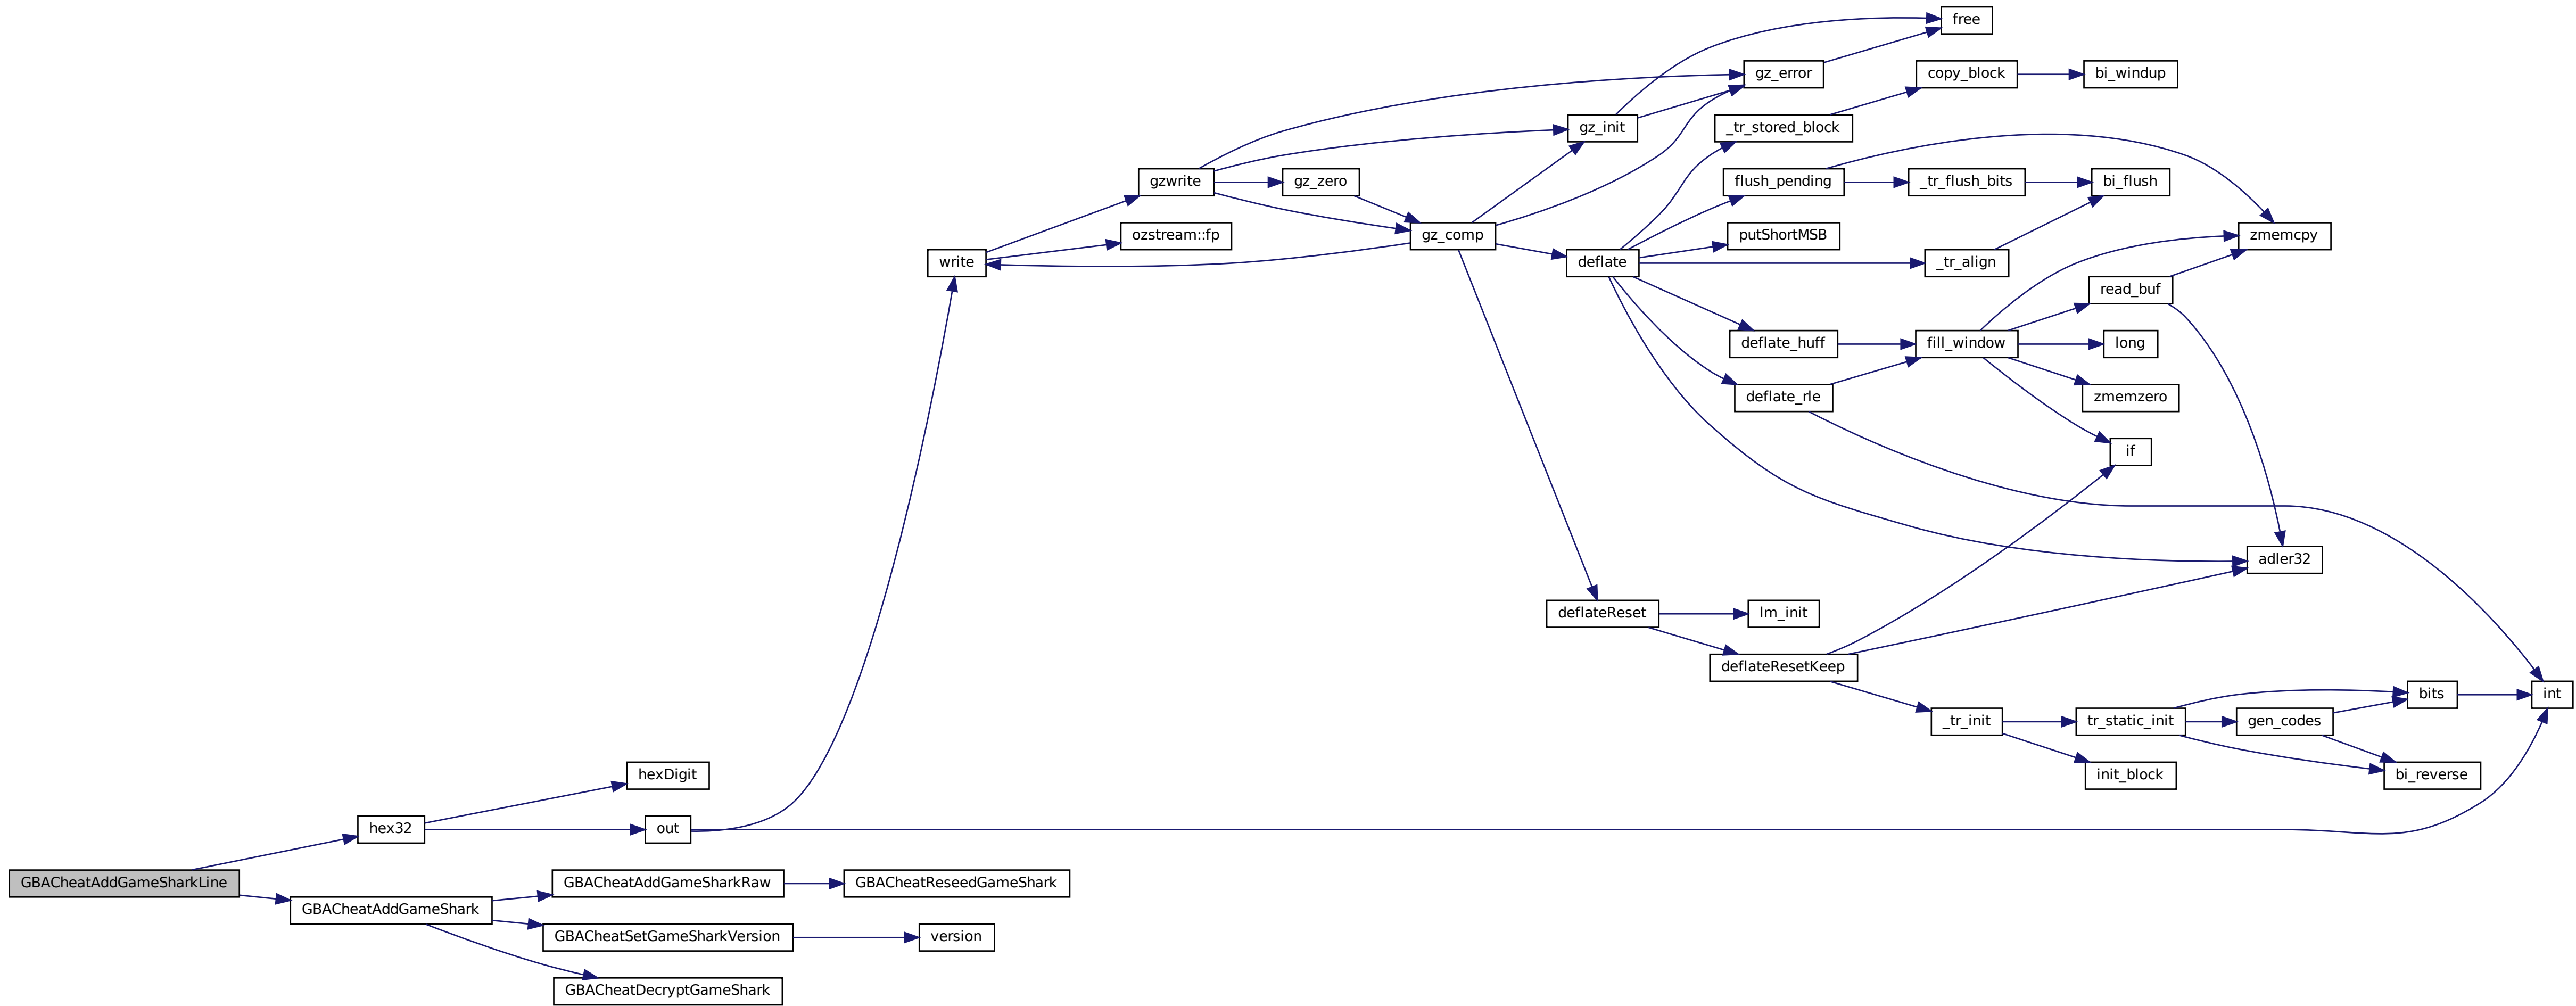 free
gz_error
copy_block
bi_windup
gz_init
_tr_stored_block
gzwrite
gz_zero
flush_pending
_tr_flush_bits
bi_flush
ozstream::fp
gz_comp
putShortMSB
zmemcpy
write
deflate
_tr_align
read_buf
deflate_huff
fill_window
long
deflate_rle
zmemzero
if
adler32
deflateReset
lm_init
deflateResetKeep
bits
int
_tr_init
tr_static_init
gen_codes
hexDigit
init_block
bi_reverse
hex32
out
GBACheatAddGameSharkLine
GBACheatAddGameSharkRaw
GBACheatReseedGameShark
GBACheatAddGameShark
GBACheatSetGameSharkVersion
version
GBACheatDecryptGameShark